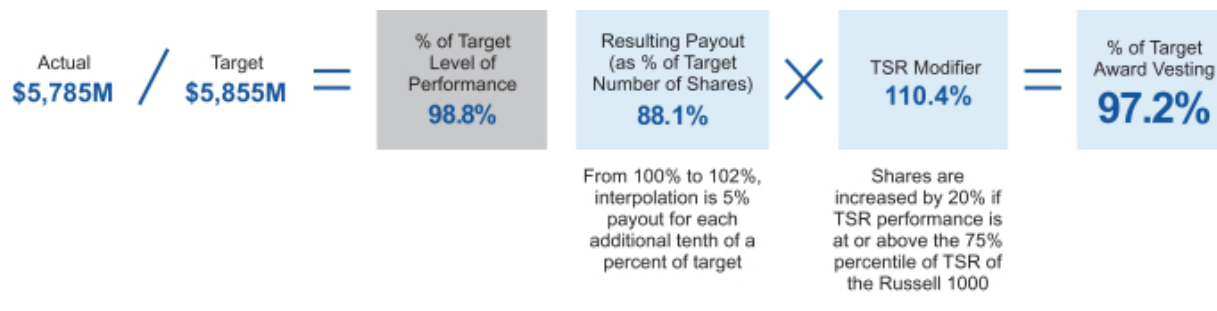 Actual
$5,785M
/
Target
$5,855M
=
% of Target
Level of
Performance
98.8%
Resulting Payout
(as % of Target
Number of Shares)
88.1%
×
TSR Modifier
110.4%
=
% of Target
Award Vesting
97.2%
From 100% to 102%,
interpolation is 5%
payout for each
additional tenth of a
percent of target
Shares are
increased by 20% if
TSR performance is
at or above the 75%
percentile of TSR of
the Russell 1000